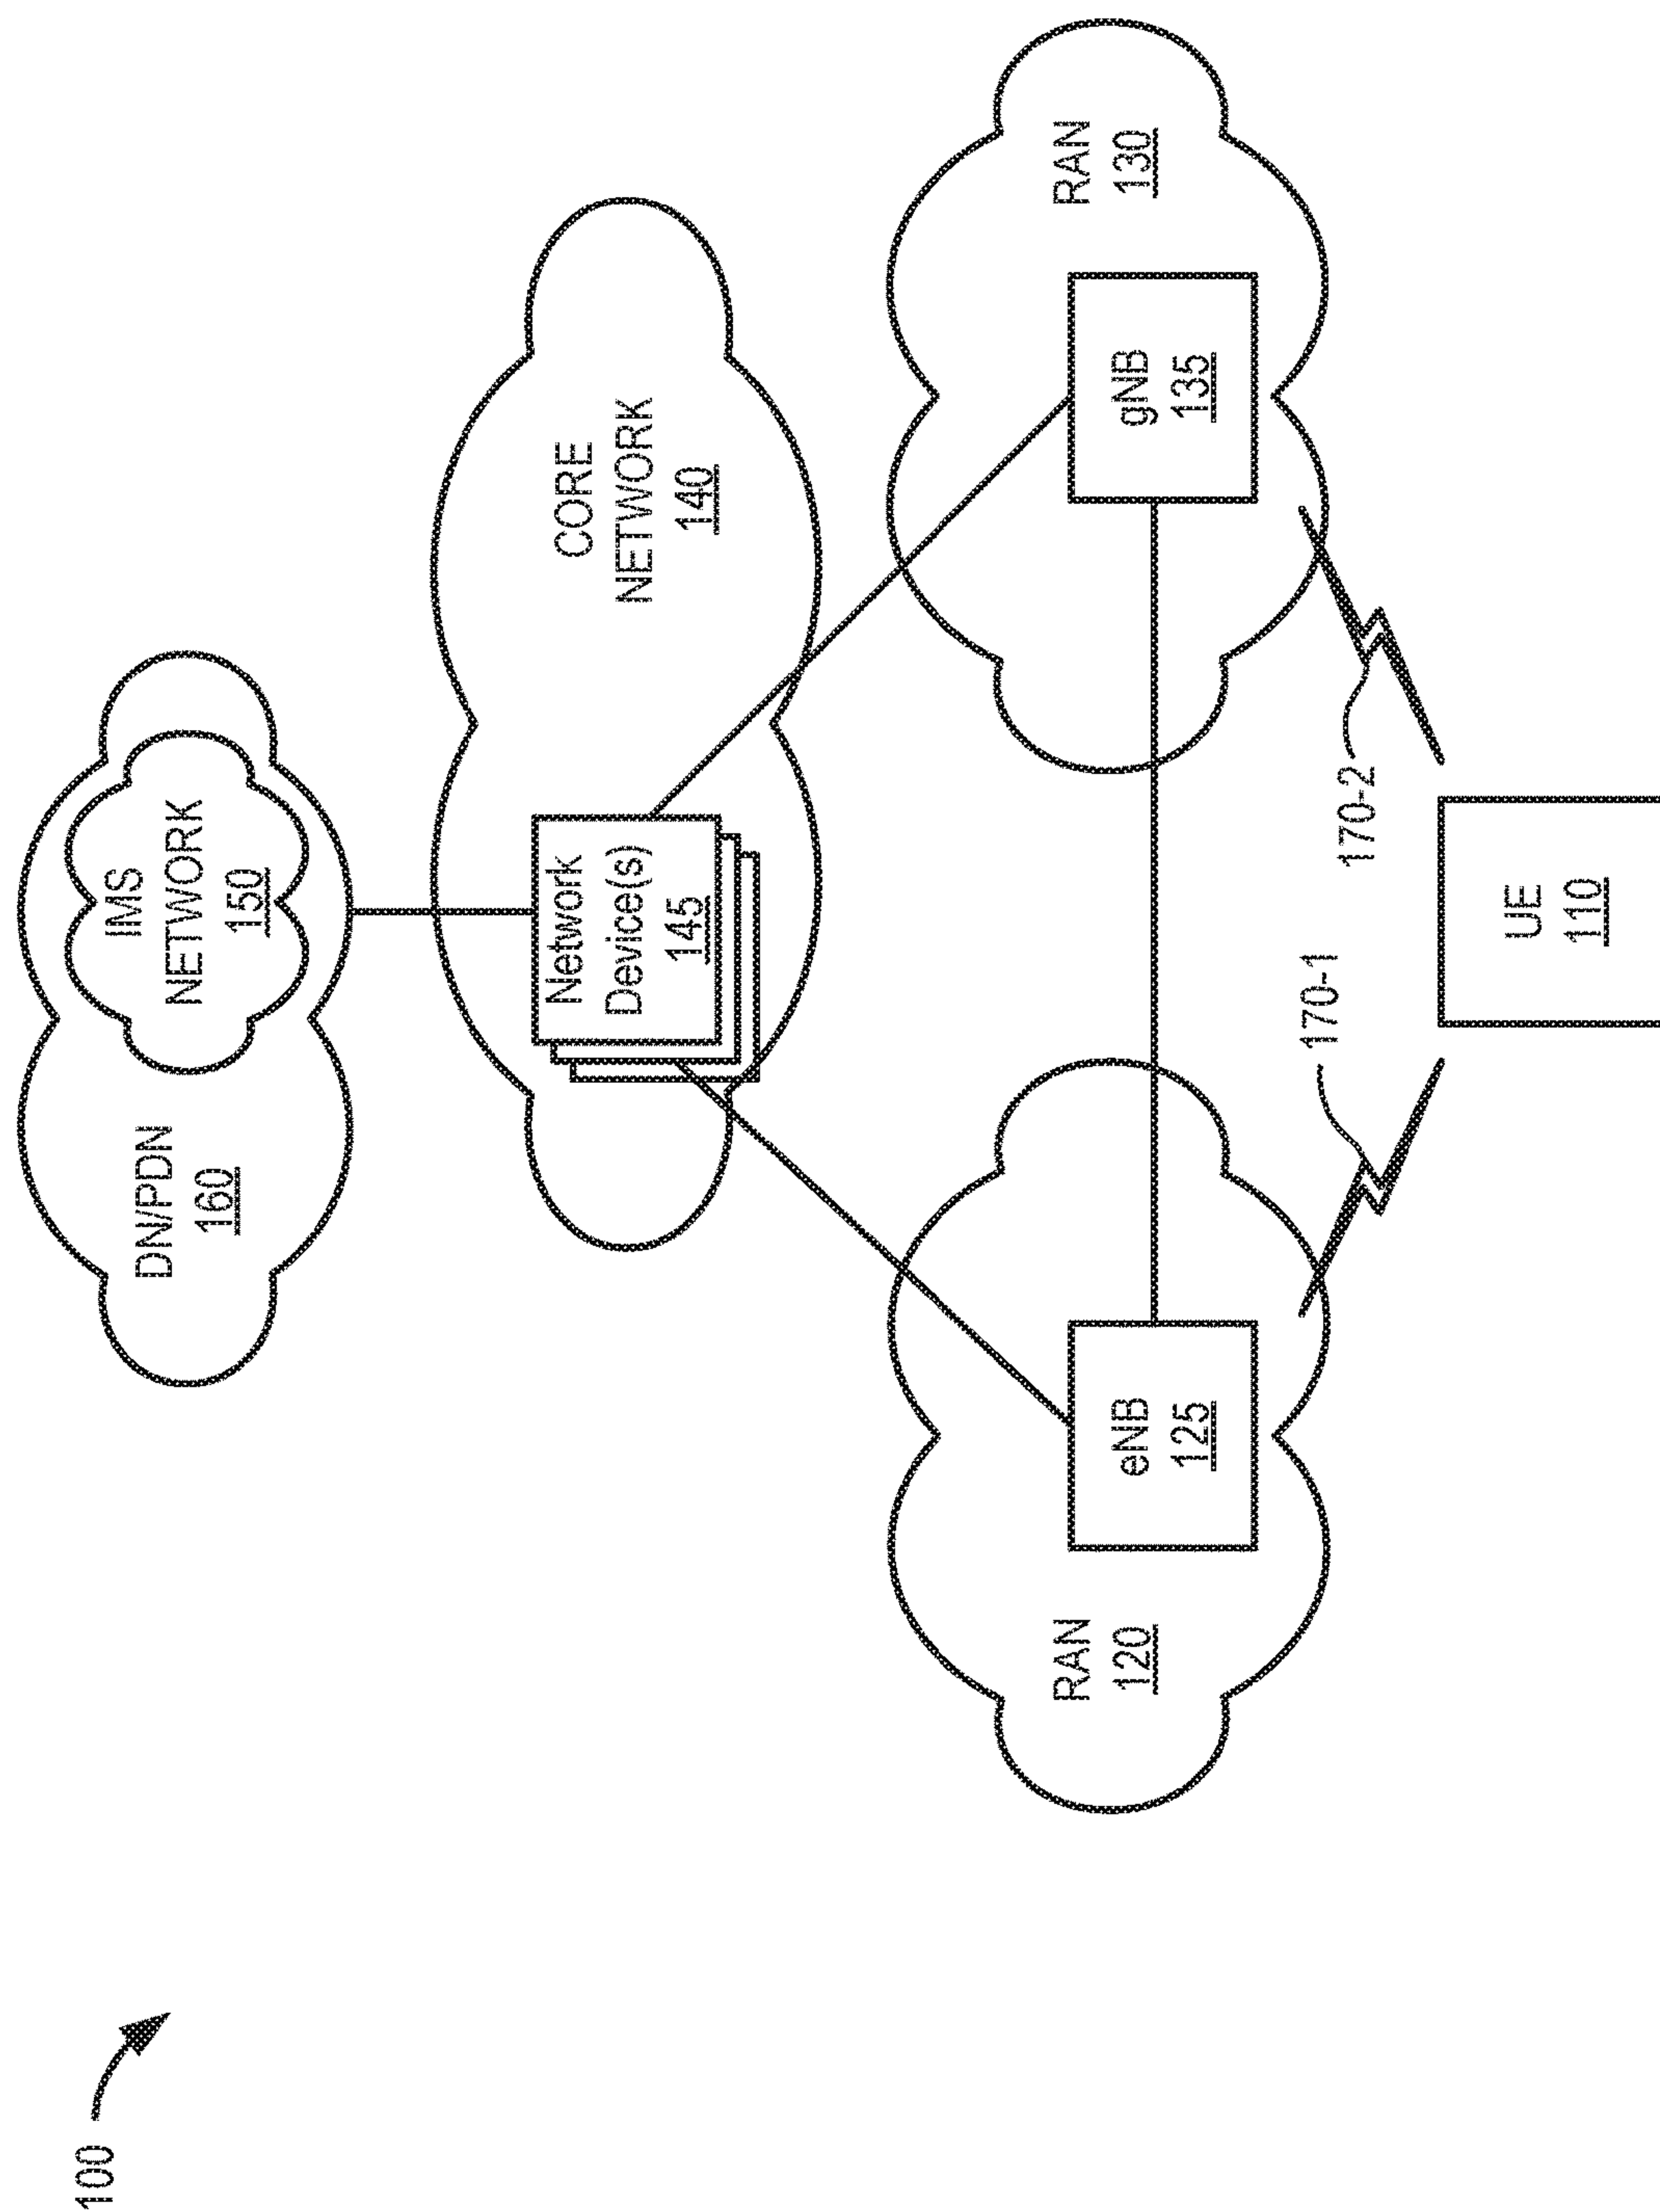 100
DN/PDN
160
IMS
NETWORK
150
CORE
NETWORK
140
Network
Device(s)
145
RAN
120
eNB
125
gNB
135
RAN
130
170-1
170-2
UE
110